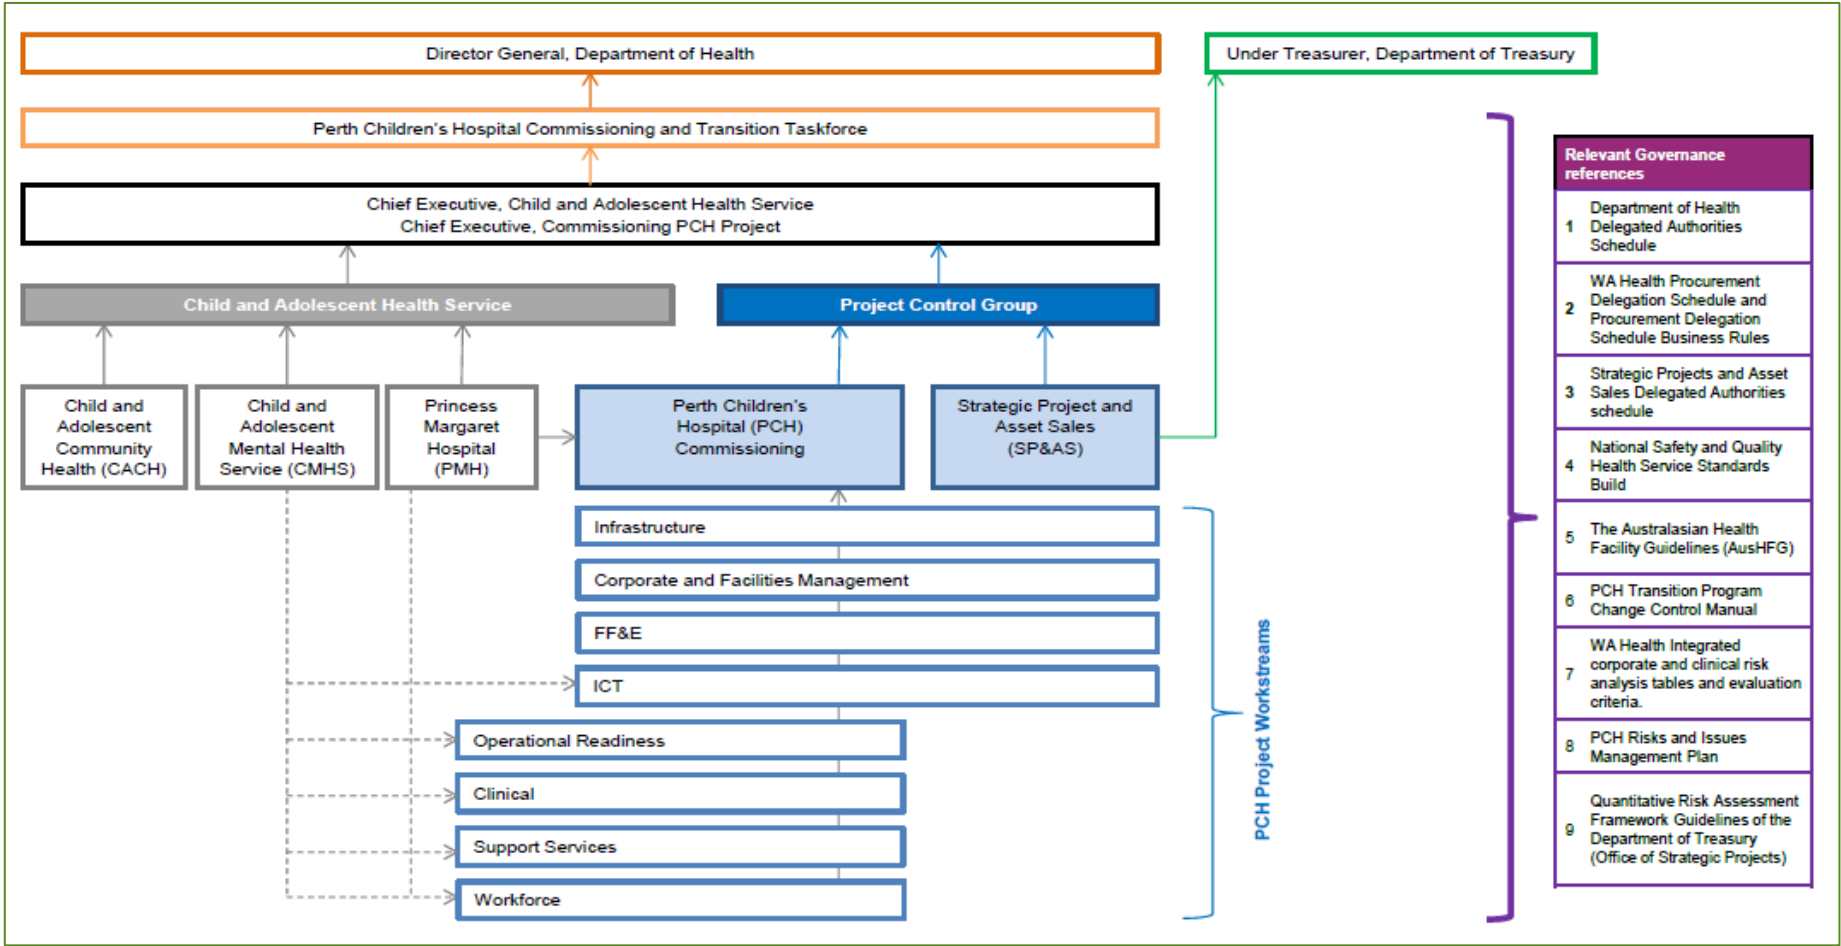 Director General, Department of Health
Under Treasurer, Department of Treasury
Perth Children's Hospital Commissioning and Transition Taskforce
Chief Executive, Child and Adolescent Health Service
Chief Executive, Commissioning PCH Project
Child and Adolescent Health Service
Project Control Group
Child and
Adolescent
Community
Health (CACH)
Child and
Adolescent
Mental Health
Service (CMHS)
Princess
Margaret
Hospital
(PMH)
Perth Children's
Hospital (PCH)
Commissioning
Strategic Project and
Asset Sales
(SP&AS)
Infrastructure
Corporate and Facilities Management
FF&E
ICT
Operational Readiness
Clinical
Support Services
Workforce
PCH Project Workstreams
Relevant Governance
references
1 Department of Health
Delegated Authorities
Schedule
2 WA Health Procurement
Delegation Schedule and
Procurement Delegation
Schedule Business Rules
3 Strategic Projects and Asset
Sales Delegated Authorities
schedule
4 National Safety and Quality
Health Service Standards
Build
5 The Australasian Health
Facility Guidelines (AusHFG)
6 PCH Transition Program
Change Control Manual
7 WA Health Integrated
corporate and clinical risk
analysis tables and evaluation
criteria.
8 PCH Risks and Issues
Management Plan
9 Quantitative Risk Assessment
Framework Guidelines of the
Department of Treasury
(Office of Strategic Projects)